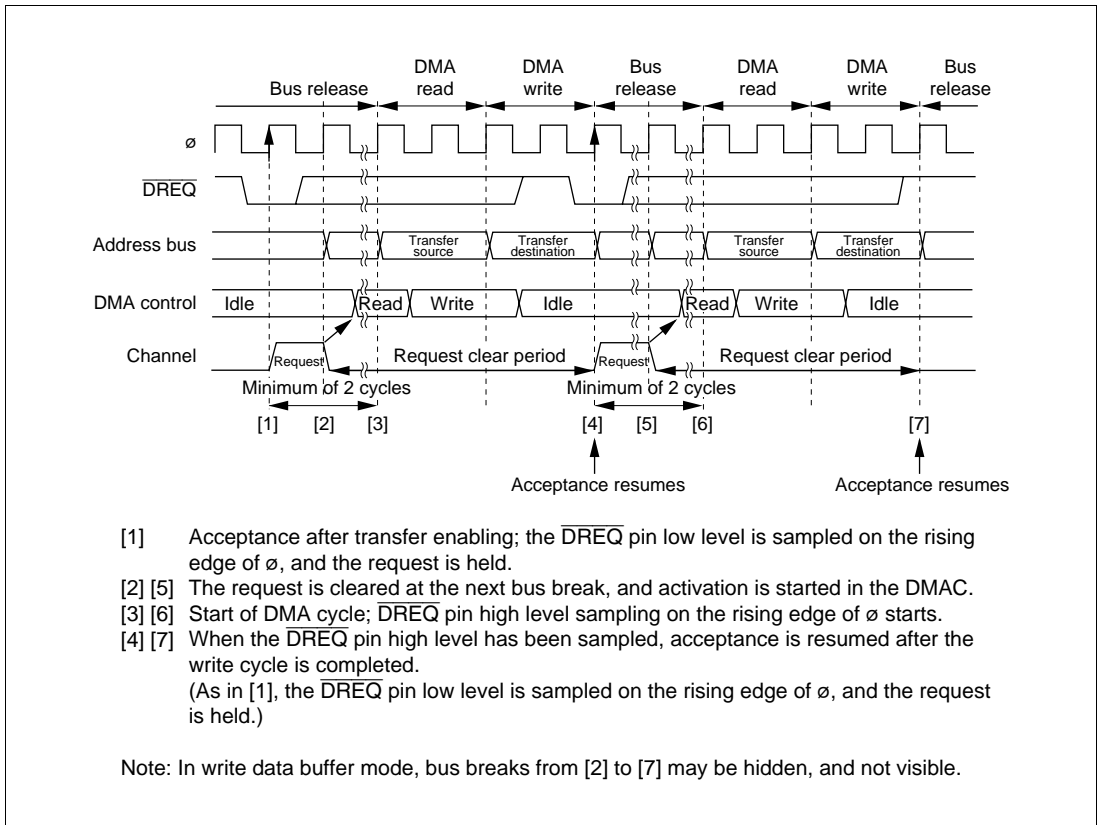 DMA DMA Bus DMA DMA Bus
Bus release read write release read write release
ø
DREQ
Address bus Transfer source Transfer destination Transfer source Transfer destination
DMA control Idle Read Write Idle Read Write Idle
Channel Request Request clear period Request Request clear period
Minimum of 2 cycles Minimum of 2 cycles
[1] [2] [3] [4] [5] [6] [7]
Acceptance resumes Acceptance resumes
[1] Acceptance after transfer enabling; the DREQ pin low level is sampled on the rising
edge of ø, and the request is held.
[2] [5] The request is cleared at the next bus break, and activation is started in the DMAC.
[3] [6] Start of DMA cycle; DREQ pin high level sampling on the rising edge of ø starts.
[4] [7] When the DREQ pin high level has been sampled, acceptance is resumed after the
write cycle is completed.
(As in [1], the DREQ pin low level is sampled on the rising edge of ø, and the request
is held.)
Note: In write data buffer mode, bus breaks from [2] to [7] may be hidden, and not visible.